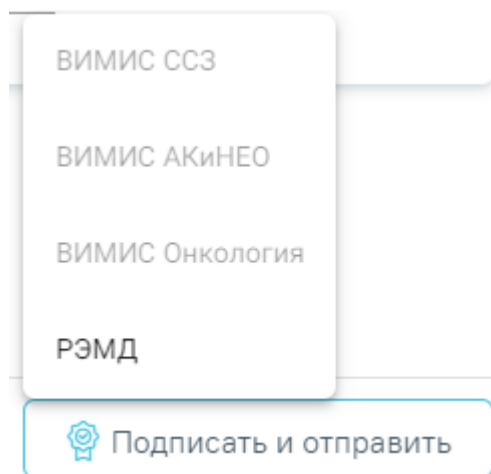 ВИМИС ССЗ
ВИМИС АКиНЕО
ВИМИС Онкология
РЭМД
Подписать и отправить